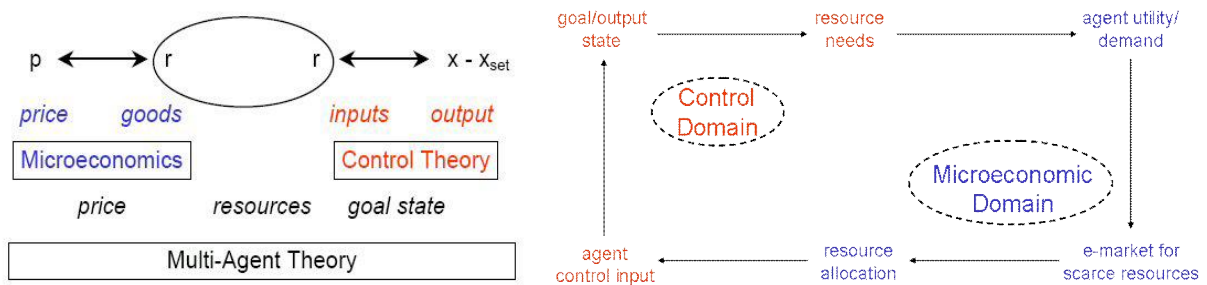 p r r x - xset
price goods inputs output
Microeconomics Control Theory
price resources goal state
Multi-Agent Theory
goal/output
state
resource
needs
agent utility/
demand
Control
Domain
Microeconomic
Domain
agent
control input
resource
allocation
e-market for
scarce resources